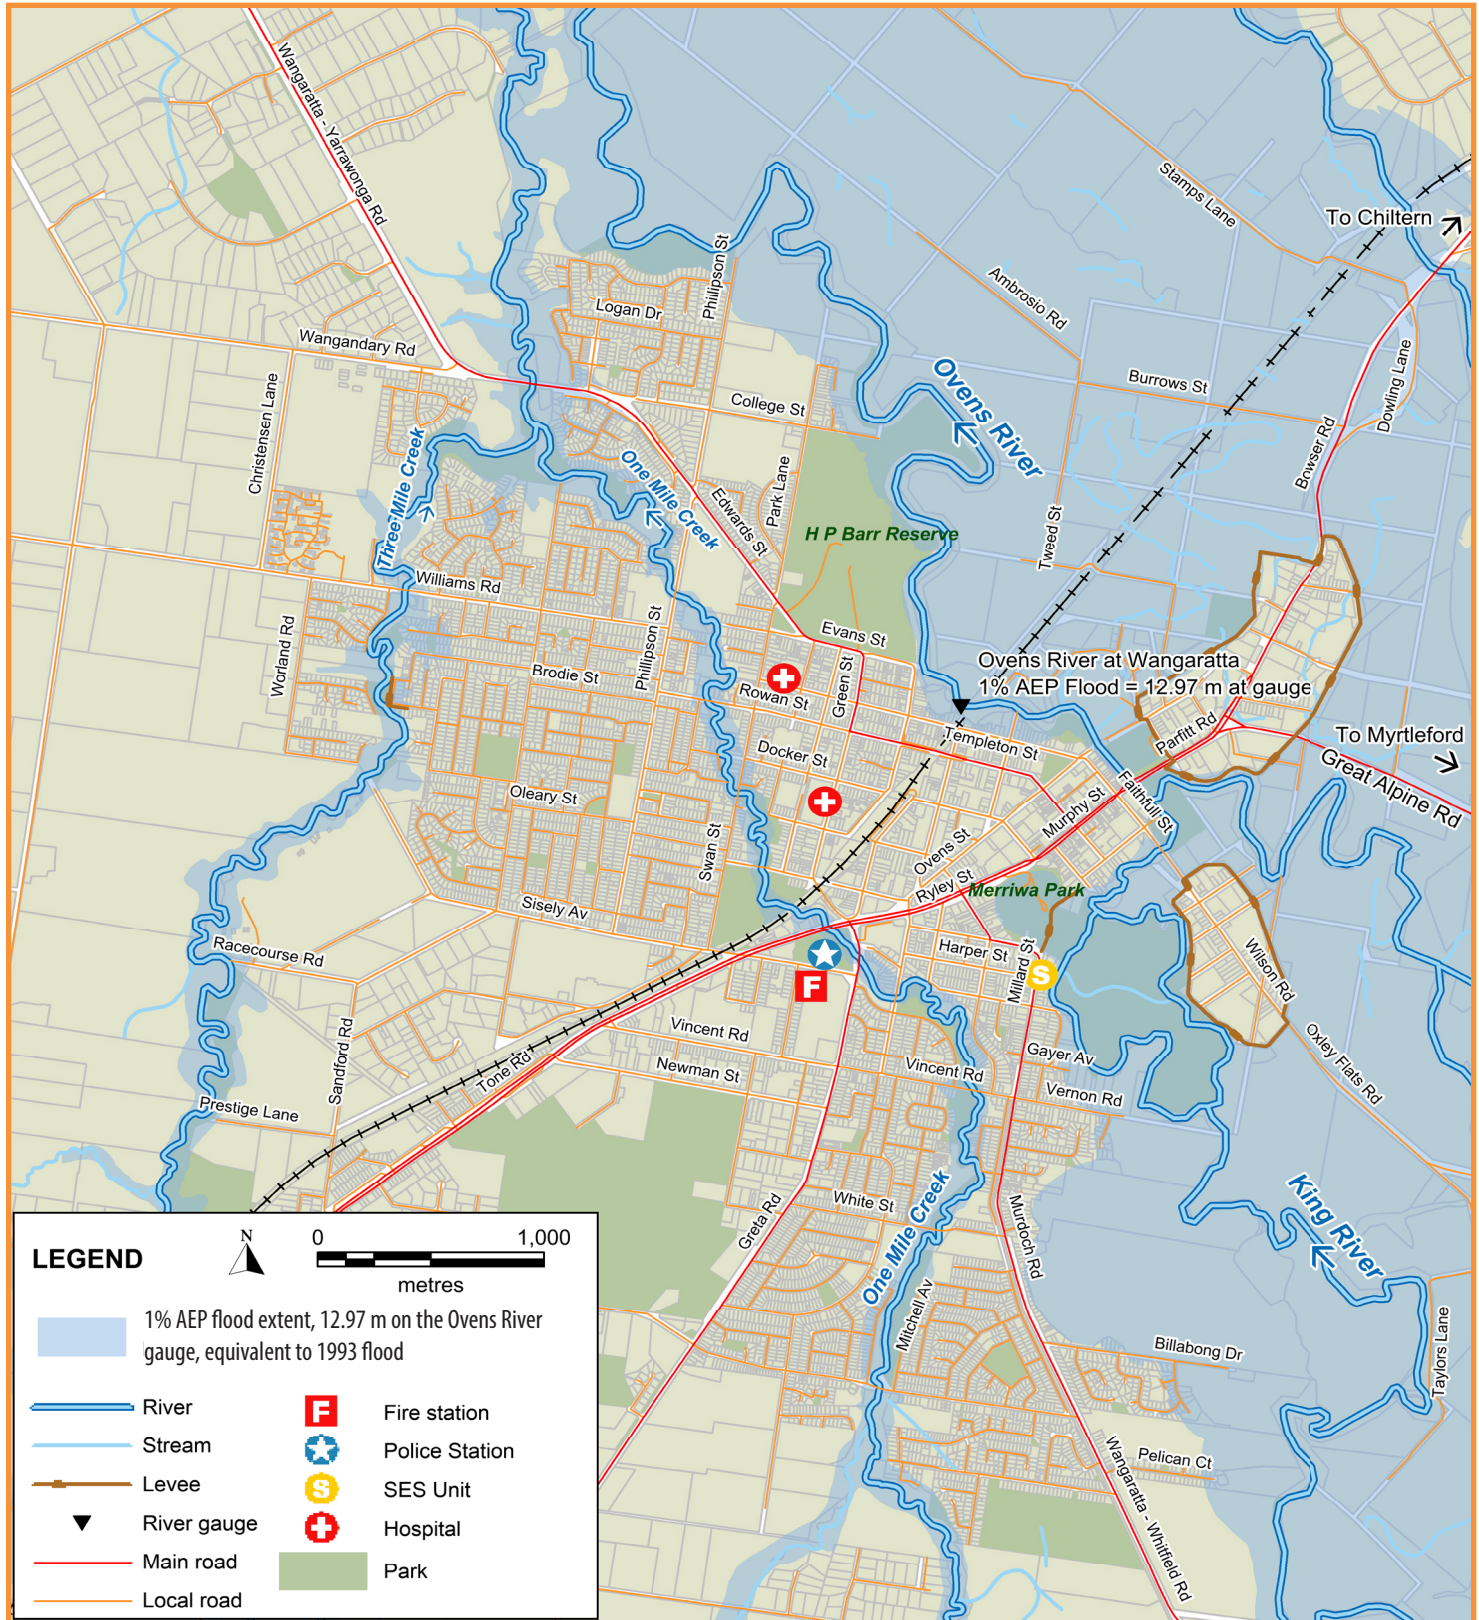 Wangaratta - Yarrawonga Rd
Stamps Lane
To Chiltern
Philipson St
Logan Dr
Ambrosio Rd
Wangandary Rd
Christensen Lane
College St
Ovens River
Burrows St
Dowling Lane
Bowser Rd
Three Mile Creek
One Mile Creek
Edwards St
Park Lane
H P Barr Reserve
Tweed St
Williams Rd
Worland Rd
Phillipson St
Brodie St
Evans St
Green St
Rowan St
Ovens River at Wangaratta
1% AEP Flood = 12.97 m at gauge
Parfitt Rd
To Myrtleford
Great Alpine Rd
Templeton St
Docker St
Faithfull St
Murphy St
Oleary St
Swan St
Ovens St
Ryley St
Merriwa Park
Sisely Av
Racecourse Rd
Harper St
Millard St
S
F
Wilson Rd
Sandford Rd
Vincent Rd
Tone Rd
Newman St
Vincent Rd
Gayer Av
Vernon Rd
Oxley Flats Rd
Prestige Lane
King River
White St
Greta Rd
One Mile Creek
Murdoch Rd
Mitchell Av
Billabong Dr
Taylors Lane
Pelican Ct
Wangaratta - Whitfield Rd
LEGEND
N
0 1,000
metres
1% AEP flood extent, 12.97 m on the Ovens River
gauge, equivalent to 1993 flood
River
F Fire station
Stream
Police Station
Levee
S SES Unit
River gauge
Hospital
Main road
Park
Local road